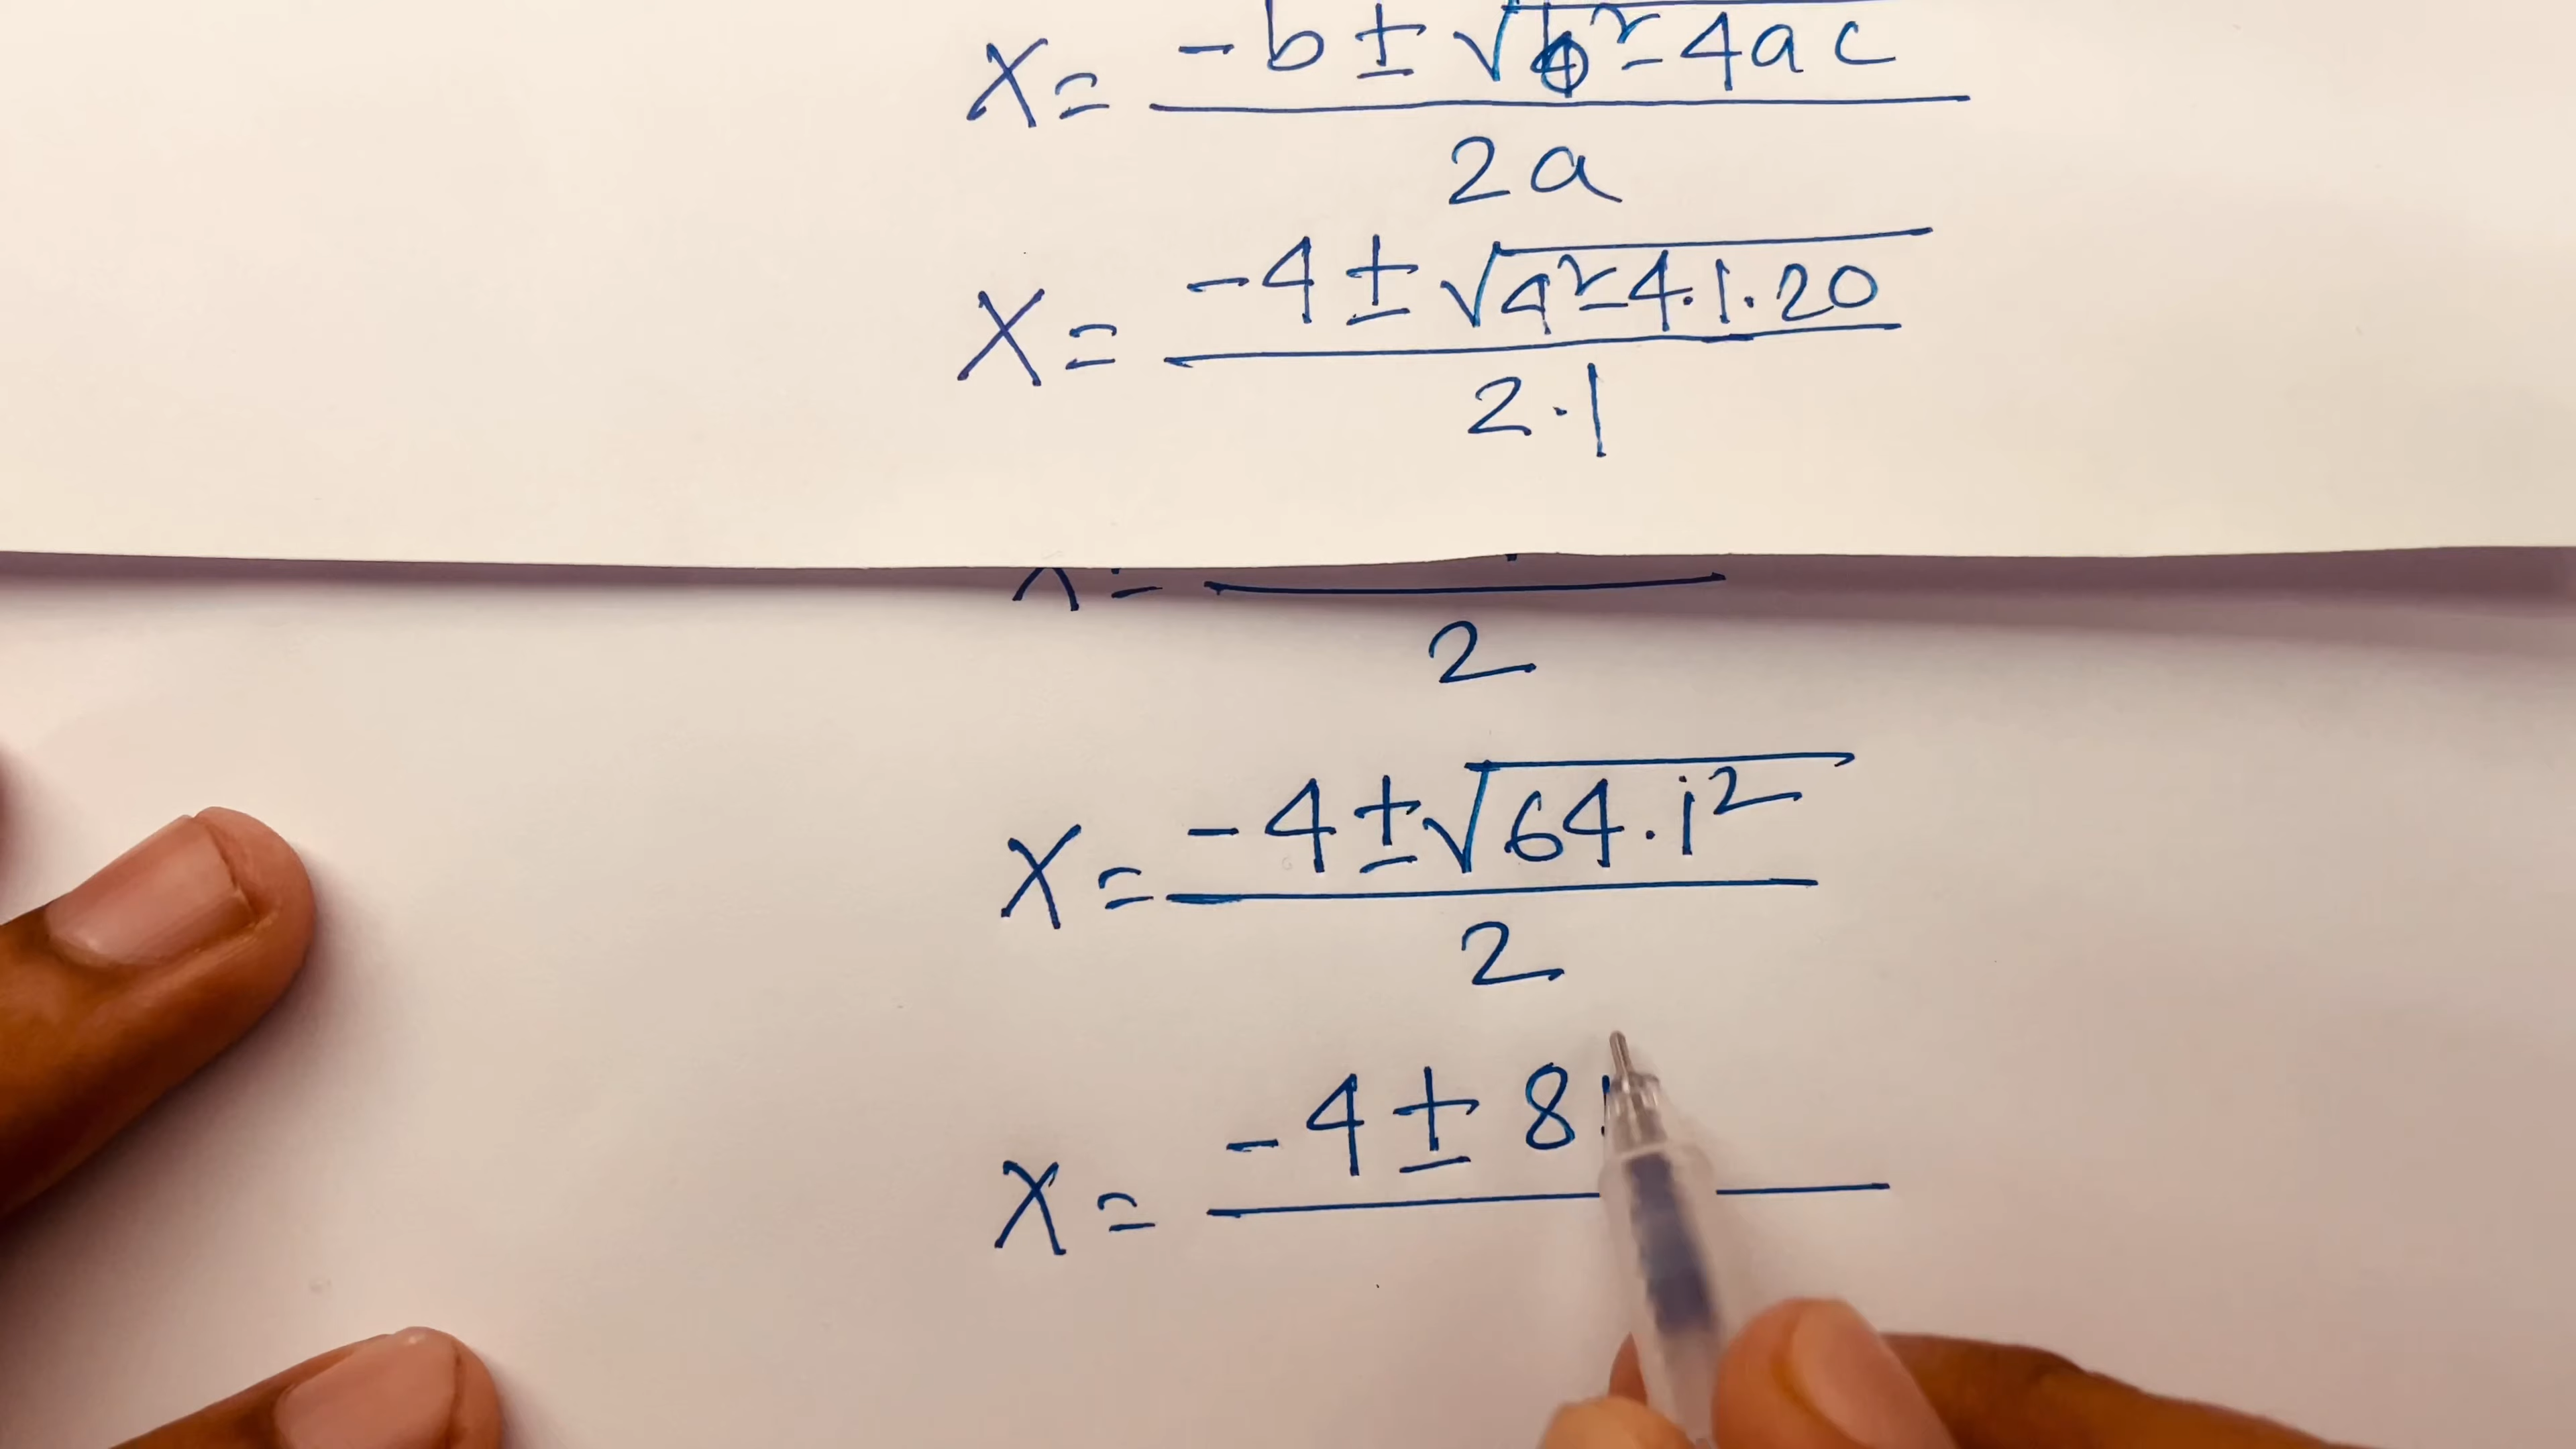 X = -b ± √b² - 4ac / 2a
X = -4 ± √4² - 4.1.20 / 2.1
2
X = -4 ± √64.i² / 2
X = -4 ± 8